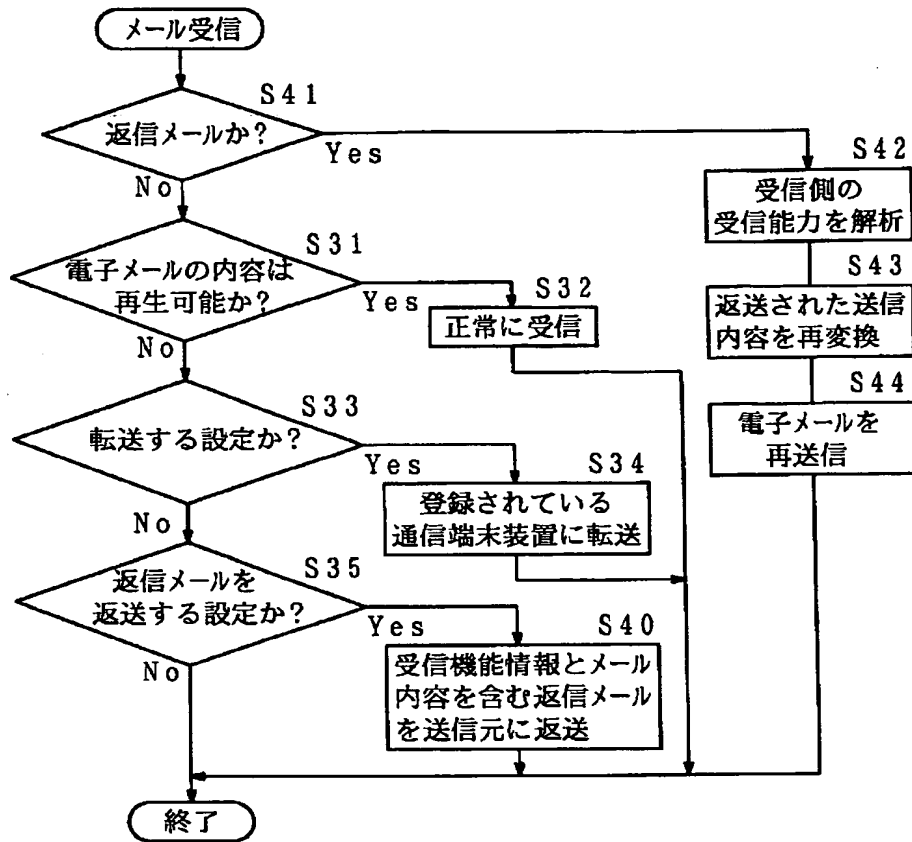 メール受信
S41
返信メールか?
Yes
No
S42
受信側の
受信能力を解析
S31
電子メールの内容は
再生可能か?
Yes
No
S32
正常に受信
S43
返送された送信
内容を再変換
S33
転送する設定か?
Yes
No
S44
電子メールを
再送信
S34
登録されている
通信端末装置に転送
S35
返信メールを
返送する設定か?
Yes
No
S40
受信機能情報とメール
内容を含む返信メール
を送信元に返送
終了